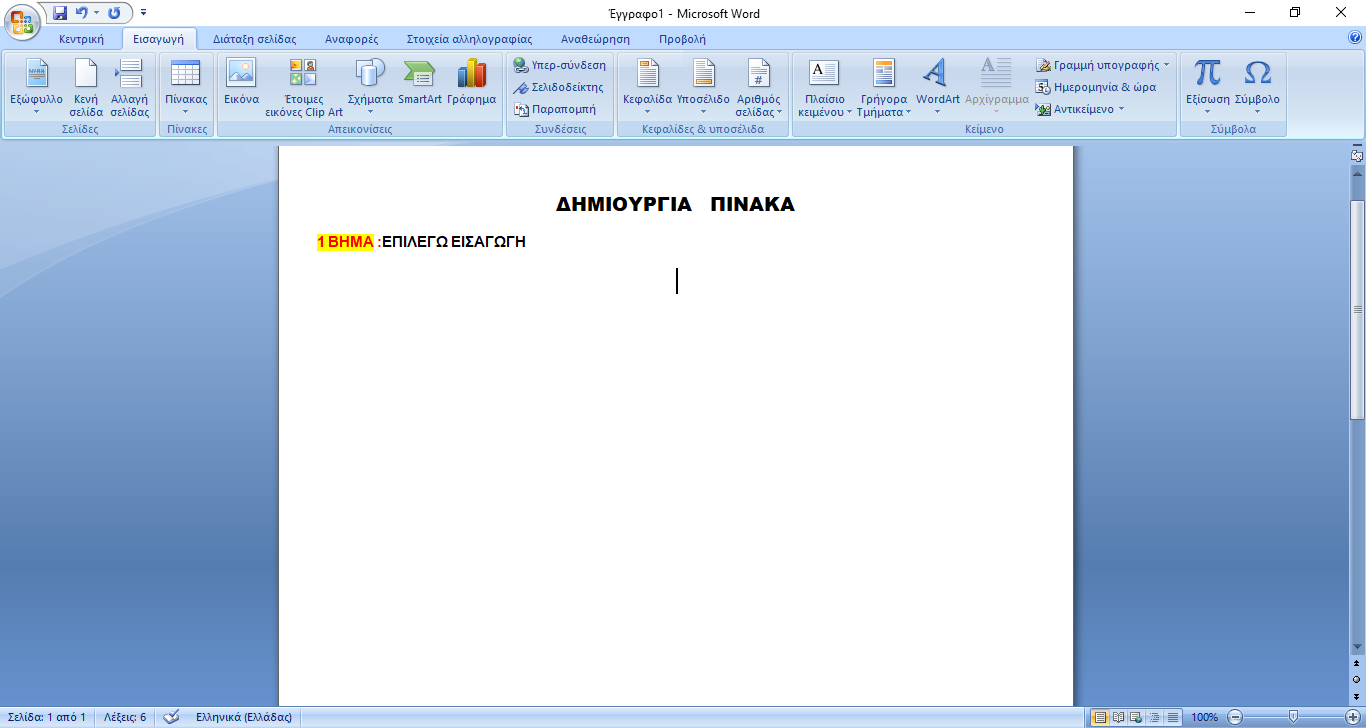 Έγγραφο1 - Microsoft Word
Κεντρική Εισαγωγή Διάταξη σελίδας Αναφορές Στοιχεία αλληλογραφίας Αναθεώρηση Προβολή
Εξώφυλλο
Κενή σελίδα
Αλλαγή σελίδας
Σελίδες
Πίνακας
Πίνακες
Εικόνα
Έτοιμες εικόνες Clip Art
Σχήματα
SmartArt
Γράφημα
Απεικονίσεις
Υπερ-σύνδεση
Σελιδοδείκτης
Παραπομπή
Συνδέσεις
Κεφαλίδα
Υποσέλιδο
Αριθμός σελίδας
Κεφαλίδες & υποσέλιδα
Πλαίσιο κειμένου
Γρήγορα Τμήματα
WordArt
Αρχίγραμμα
Γραμμή υπογραφής
Ημερομηνία & ώρα
Αντικείμενο
Κείμενο
Εξίσωση
Σύμβολο
Σύμβολα
ΔΗΜΙΟΥΡΓΙΑ ΠΙΝΑΚΑ
1 ΒΗΜΑ :ΕΠΙΛΕΓΩ ΕΙΣΑΓΩΓΗ
Σελίδα: 1 από 1 Λέξεις: 6 Ελληνικά (Ελλάδας) 100%